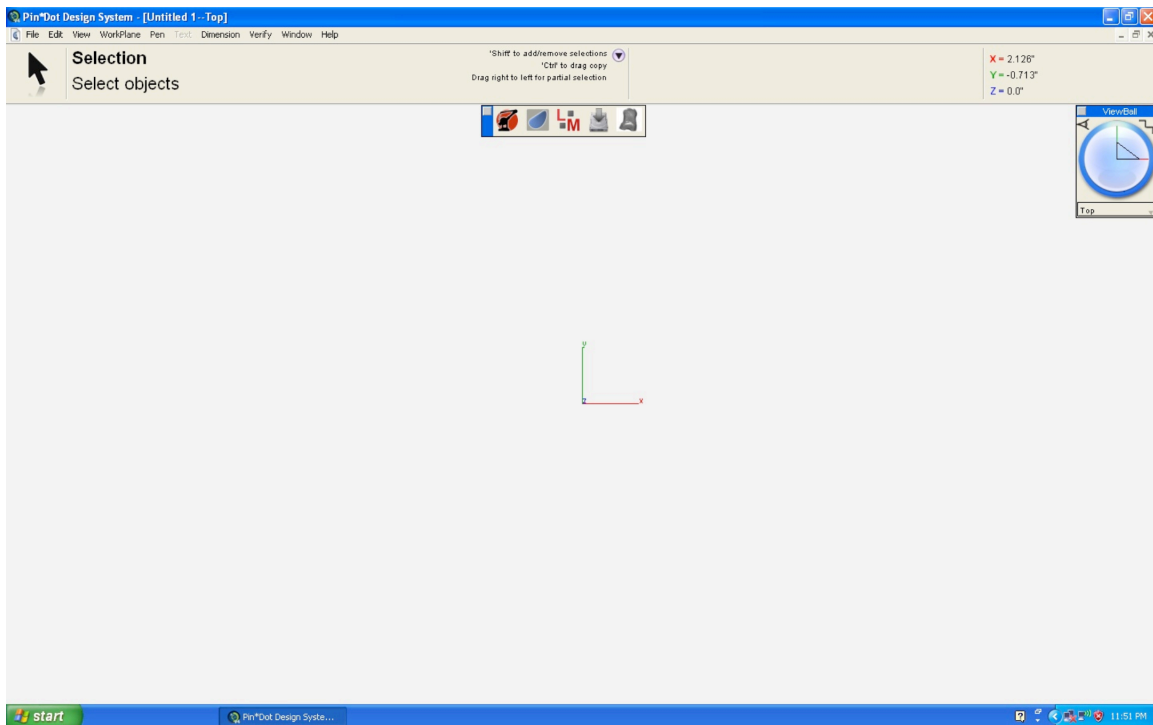 Pin*Dot Design System - [Untitled 1--Top]
File Edit View WorkPlane Pen Text Dimension Verify Window Help
Selection
Select objects
'Shift' to add/remove selections
'Ctrl' to drag copy
Drag right to left for partial selection
X = 2.126"
Y = -0.713"
Z = 0.0"
LM
ViewBall
Top
y
z x
start
Pin*Dot Design Syste...
11:51 PM